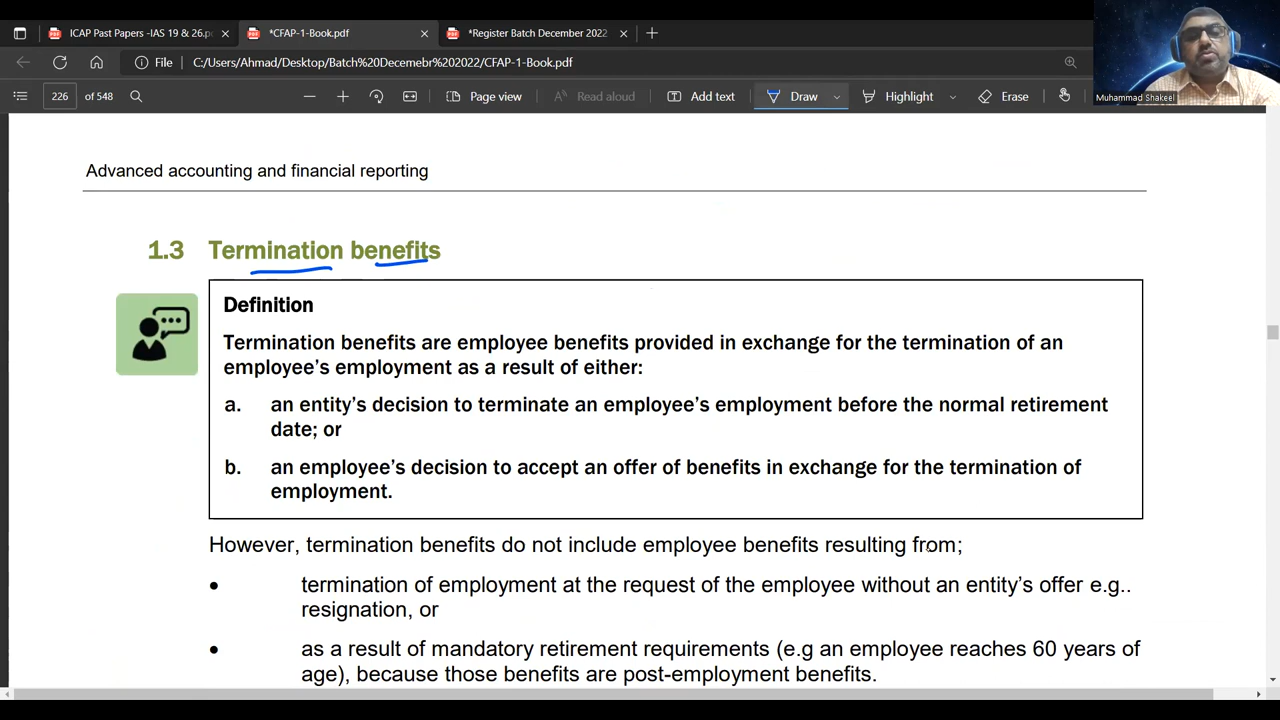 ICAP Past Papers -IAS 19 & 26.p
*CFAP-1-Book.pdf
*Register Batch December 2022
File
C:/Users/Ahmad/Desktop/Batch%20Decemebr%202022/CFAP-1-Book.pdf
226 of 548
Page view
Read aloud
Add text
Draw
Highlight
Erase
Muhammad Shakeel
Advanced accounting and financial reporting
1.3 Termination benefits
Definition
Termination benefits are employee benefits provided in exchange for the termination of an
employee’s employment as a result of either:
a. an entity’s decision to terminate an employee’s employment before the normal retirement
date; or
b. an employee’s decision to accept an offer of benefits in exchange for the termination of
employment.
However, termination benefits do not include employee benefits resulting from;
• termination of employment at the request of the employee without an entity’s offer e.g..
resignation, or
• as a result of mandatory retirement requirements (e.g an employee reaches 60 years of
age), because those benefits are post-employment benefits.